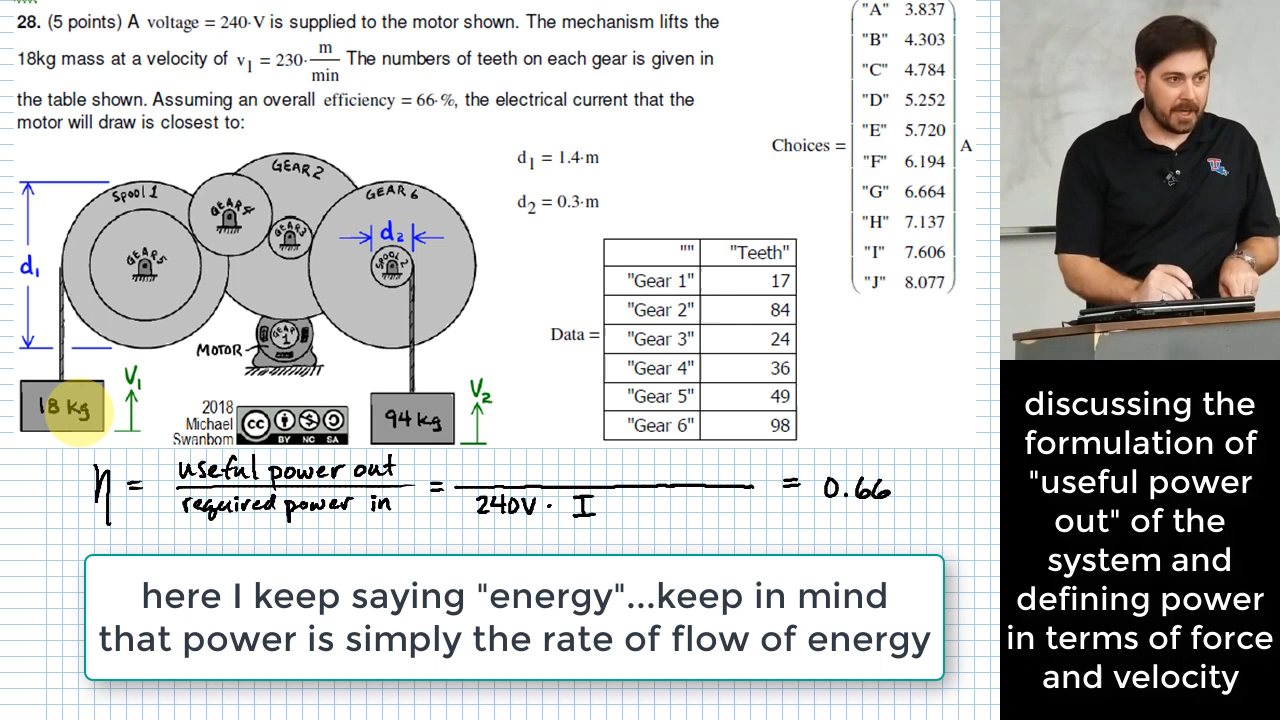 28. (5 points) A voltage = 240·V is supplied to the motor shown. The mechanism lifts the
18kg mass at a velocity of v1 = 230· m/min The numbers of teeth on each gear is given in
the table shown. Assuming an overall efficiency = 66·%, the electrical current that the
motor will draw is closest to:
d1 = 1.4·m
d2 = 0.3·m
Choices =
"A" 3.837
"B" 4.303
"C" 4.784
"D" 5.252
"E" 5.720
"F" 6.194
"G" 6.664
"H" 7.137
"I" 7.606
"J" 8.077
A
SPOOL 1
GEAR 2
GEAR 4
GEAR 3
GEAR 6
GEAR 5
d2
SPOOL 2
d1
GEAR 1
MOTOR
V1
18 kg
V2
94 kg
2018
Michael
Swanbom
cc
BY NC SA
Data =
"" "Teeth"
"Gear 1" 17
"Gear 2" 84
"Gear 3" 24
"Gear 4" 36
"Gear 5" 49
"Gear 6" 98
η = useful power out / required power in = / 240V · I = 0.66
here I keep saying "energy"...keep in mind
that power is simply the rate of flow of energy
discussing the
formulation of
"useful power
out" of the
system and
defining power
in terms of force
and velocity